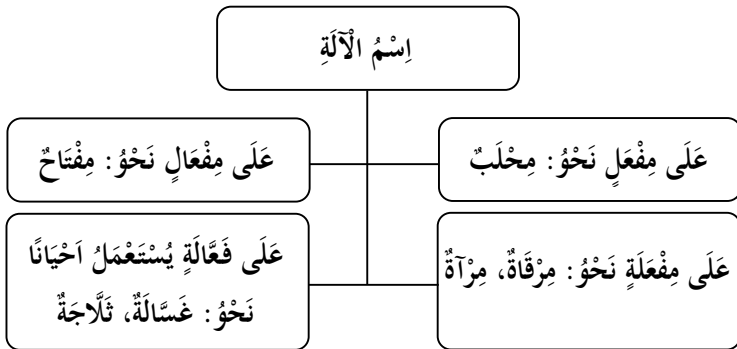 اِسْمُ الْآلَةِ
عَلَى مِفْعَلٍ نَحْوُ: مِحْلَبٌ
عَلَى مِفْعَالٍ نَحْوُ: مِفْتَاحٌ
عَلَى مِفْعَلَةٍ نَحْوُ: مِرْقَاةٌ، مِرْآةٌ
عَلَى فَعَّالَةٍ يُسْتَعْمَلُ اَحْيَانًا
نَحْوُ: غَسَّالَةٌ، ثَلَّاجَةٌ